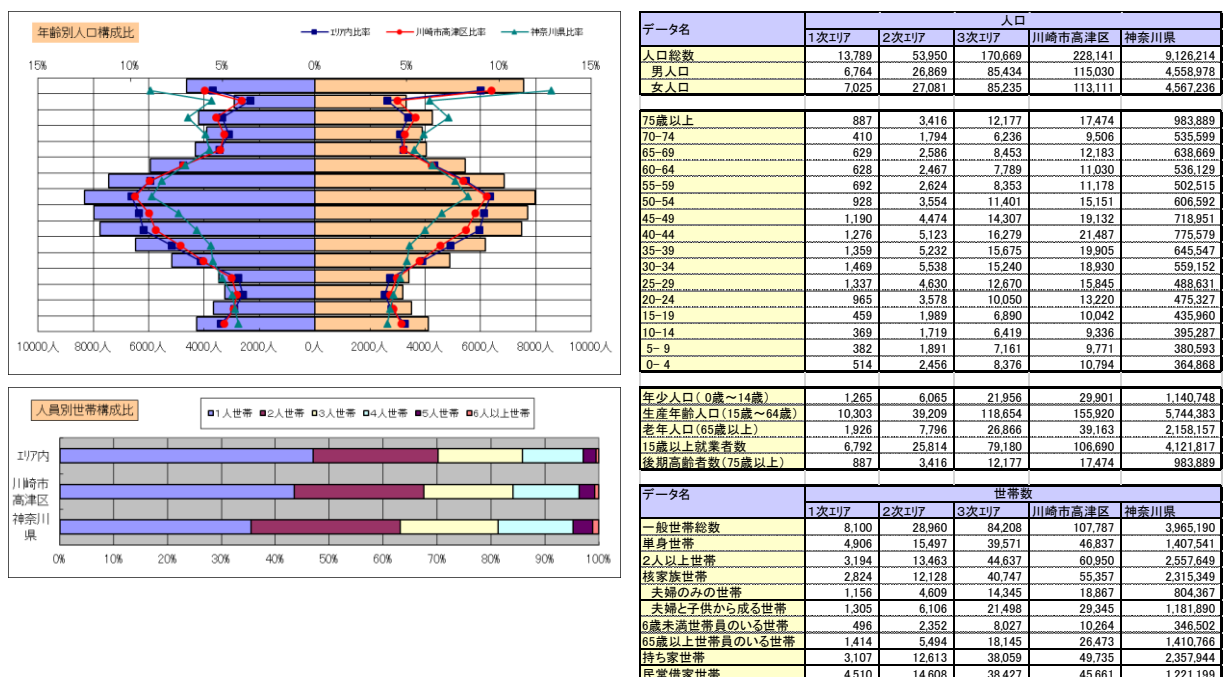 年齢別人口構成比
エリア内比率 川崎市高津区比率 神奈川県比率
15% 10% 5% 0% 5% 10% 15%
10000人 8000人 6000人 4000人 2000人 0人 2000人 4000人 6000人 8000人 10000人
人員別世帯構成比
1人世帯 2人世帯 3人世帯 4人世帯 5人世帯 6人以上世帯
エリア内
川崎市
高津区
神奈川
県
0% 10% 20% 30% 40% 50% 60% 70% 80% 90% 100%
データ名 人口
1次エリア 2次エリア 3次エリア 川崎市高津区 神奈川県
人口総数 13,789 53,950 170,669 228,141 9,126,214
男人口 6,764 26,869 85,434 115,030 4,558,978
女人口 7,025 27,081 85,235 113,111 4,567,236
75歳以上 887 3,416 12,177 17,474 983,889
70-74 410 1,794 6,236 9,506 535,599
65-69 629 2,586 8,453 12,183 638,669
60-64 628 2,467 7,789 11,030 536,129
55-59 692 2,624 8,353 11,178 502,515
50-54 928 3,554 11,401 15,151 606,592
45-49 1,190 4,474 14,307 19,132 718,951
40-44 1,276 5,123 16,279 21,487 775,579
35-39 1,359 5,232 15,675 19,905 645,547
30-34 1,469 5,538 15,240 18,930 559,152
25-29 1,337 4,630 12,670 15,845 488,631
20-24 965 3,578 10,050 13,220 475,327
15-19 459 1,989 6,890 10,042 435,960
10-14 369 1,719 6,419 9,336 395,287
5- 9 382 1,891 7,161 9,771 380,593
0- 4 514 2,456 8,376 10,794 364,868
年少人口(0歳～14歳) 1,265 6,065 21,956 29,901 1,140,748
生産年齢人口(15歳～64歳) 10,303 39,209 118,654 155,920 5,744,383
老年人口(65歳以上) 1,926 7,796 26,866 39,163 2,158,157
15歳以上就業者数 6,792 25,814 79,180 106,690 4,121,817
後期高齢者数(75歳以上) 887 3,416 12,177 17,474 983,889
データ名 世帯数
1次エリア 2次エリア 3次エリア 川崎市高津区 神奈川県
一般世帯総数 8,100 28,960 84,208 107,787 3,965,190
単身世帯 4,906 15,497 39,571 46,837 1,407,541
2人以上世帯 3,194 13,463 44,637 60,950 2,557,649
核家族世帯 2,824 12,128 40,747 55,357 2,315,349
夫婦のみの世帯 1,156 4,609 14,345 18,867 804,367
夫婦と子供から成る世帯 1,305 6,106 21,498 29,345 1,181,890
6歳未満世帯員のいる世帯 496 2,352 8,027 10,264 346,502
65歳以上世帯員のいる世帯 1,414 5,494 18,145 26,473 1,410,766
持ち家世帯 3,107 12,613 38,059 49,735 2,357,944
民営借家世帯 4,510 14,608 38,427 45,661 1,221,199